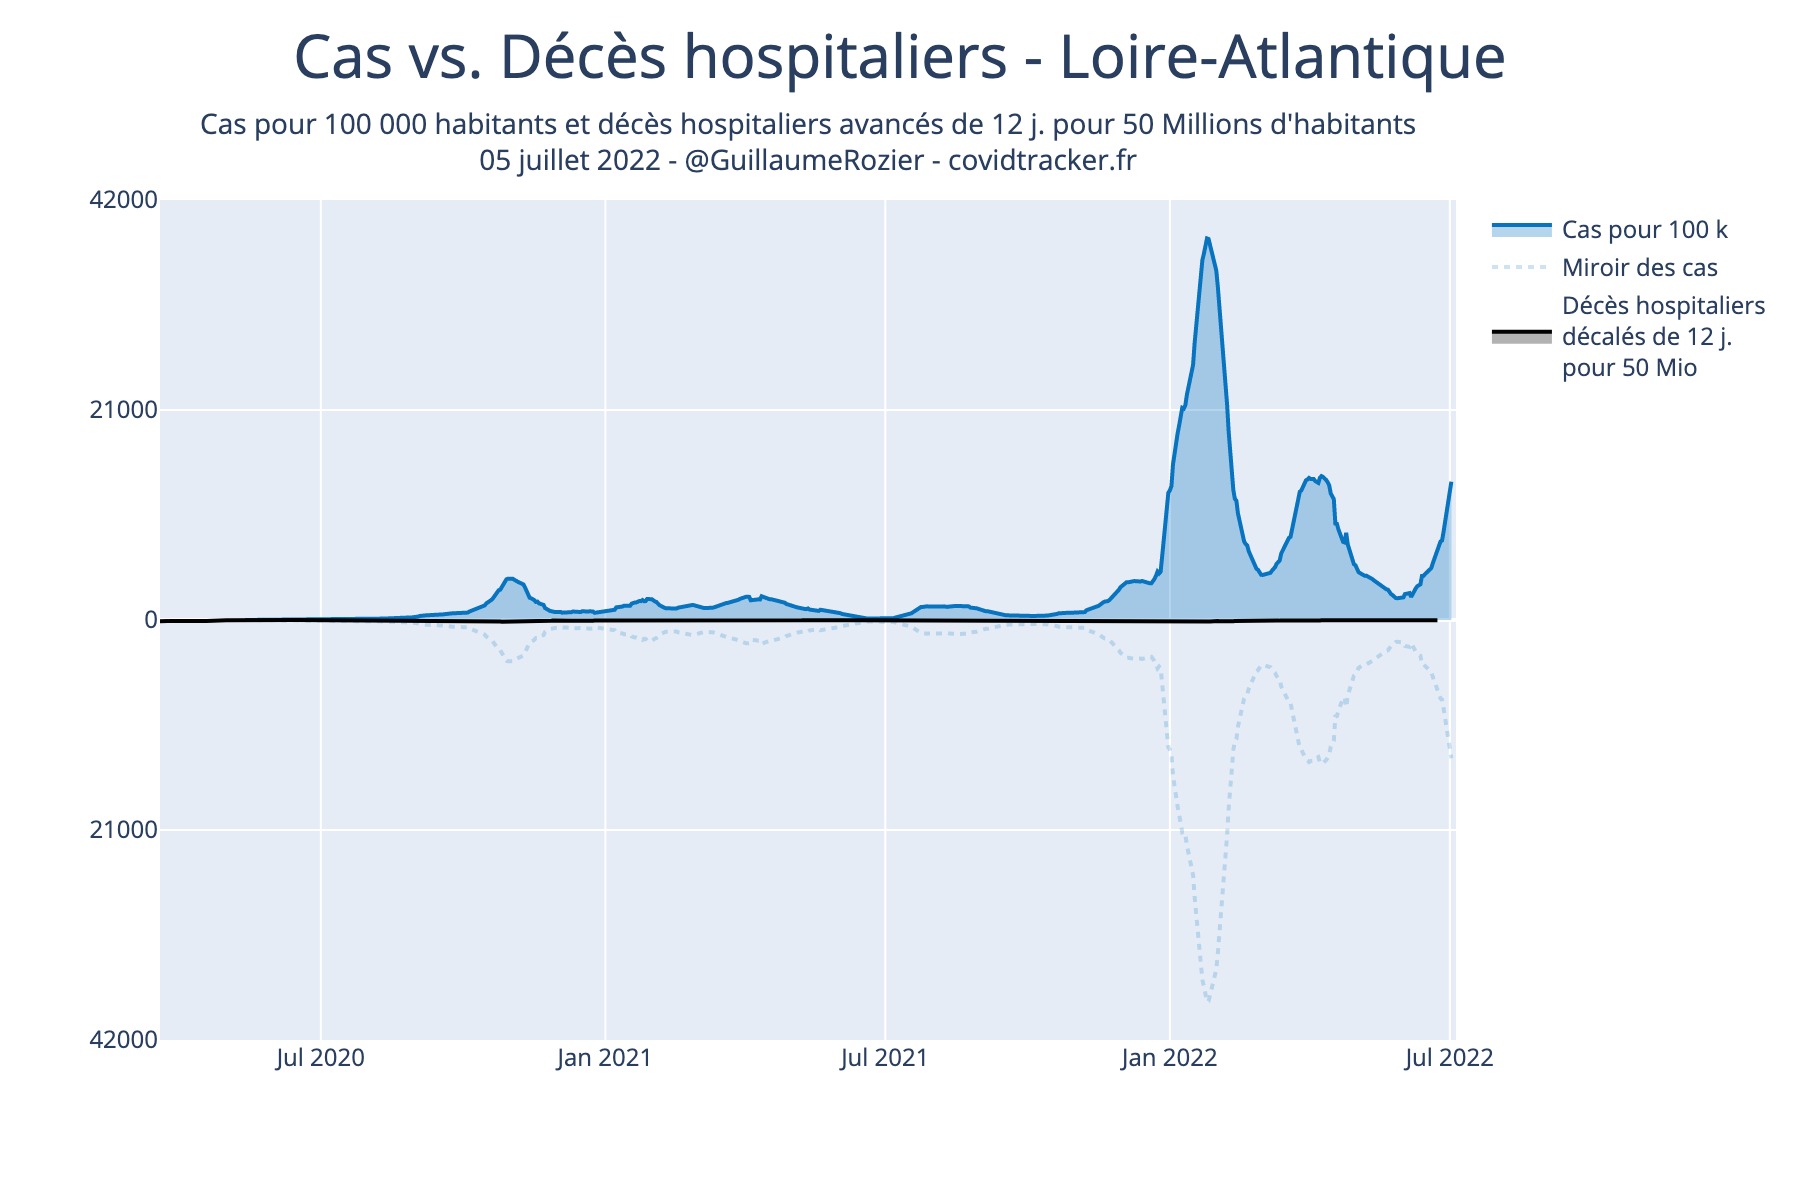 Cas vs. Décès hospitaliers - Loire-Atlantique
Cas pour 100 000 habitants et décès hospitaliers avancés de 12 j. pour 50 Millions d'habitants
05 juillet 2022 - @GuillaumeRozier - covidtracker.fr
42000
21000
0
21000
42000
Jul 2020
Jan 2021
Jul 2021
Jan 2022
Jul 2022
Cas pour 100 k
Miroir des cas
Décès hospitaliers
décalés de 12 j.
pour 50 Mio